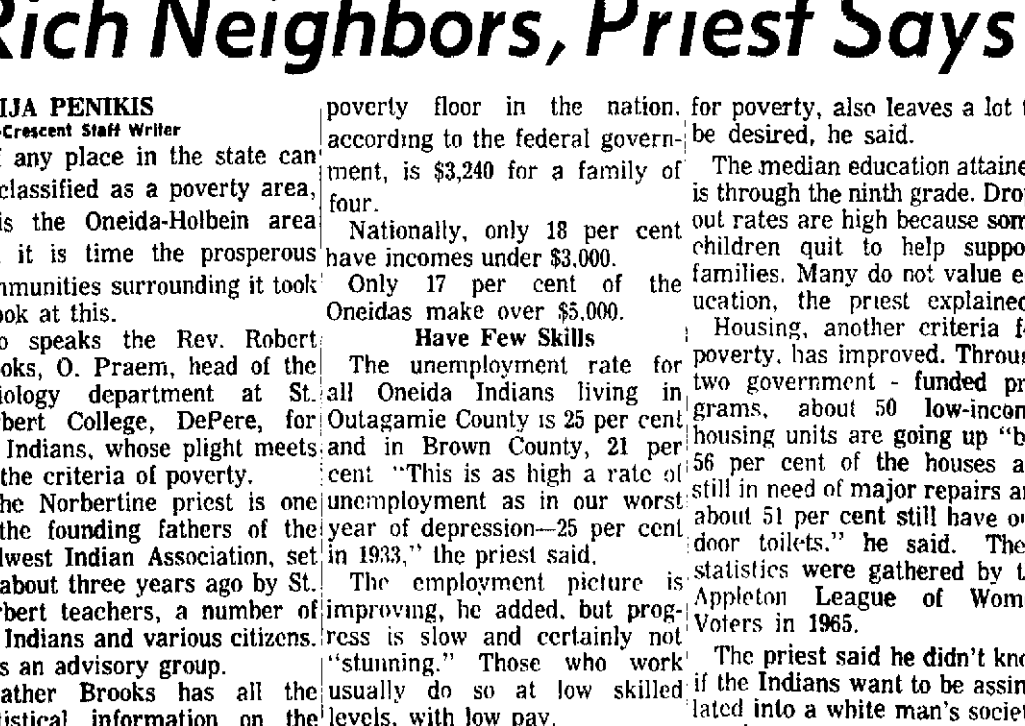 Rich Neighbors, Priest Says
IJA PENIKIS
-Crescent Staff Writer
any place in the state can
classified as a poverty area,
is the Oneida-Holbein area
it is time the prosperous
mmunities surrounding it took
ook at this.
o speaks the Rev. Robert
oks, O. Praem, head of the
iology department at St.
bert College, DePere, for
Indians, whose plight meets
the criteria of poverty.
he Norbertine priest is one
the founding fathers of the
lwest Indian Association, set
about three years ago by St.
rbert teachers, a number of
Indians and various citizens.
s an advisory group.
ather Brooks has all the
tistical information on the
poverty floor in the nation,
according to the federal govern-
ment, is $3,240 for a family of
four.
Nationally, only 18 per cent
have incomes under $3,000.
Only 17 per cent of the
Oneidas make over $5,000.
Have Few Skills
The unemployment rate for
all Oneida Indians living in
Outagamie County is 25 per cent
and in Brown County, 21 per
cent "This is as high a rate of
unemployment as in our worst
year of depression—25 per cent
in 1933," the priest said.
The employment picture is
improving, he added, but prog-
ress is slow and certainly not
"stunning." Those who work
usually do so at low skilled
levels, with low pay.
for poverty, also leaves a lot t
be desired, he said.
The median education attaine
is through the ninth grade. Dro
out rates are high because som
children quit to help suppo
families. Many do not value e
ucation, the priest explained
Housing, another criteria f
poverty, has improved. Throug
two government - funded pr
grams, about 50 low-incom
housing units are going up "b
56 per cent of the houses a
still in need of major repairs a
about 51 per cent still have ou
door toilets." he said. The
statistics were gathered by t
Appleton League of Wom
Voters in 1965.
The priest said he didn't kno
if the Indians want to be assim
lated into a white man's societ